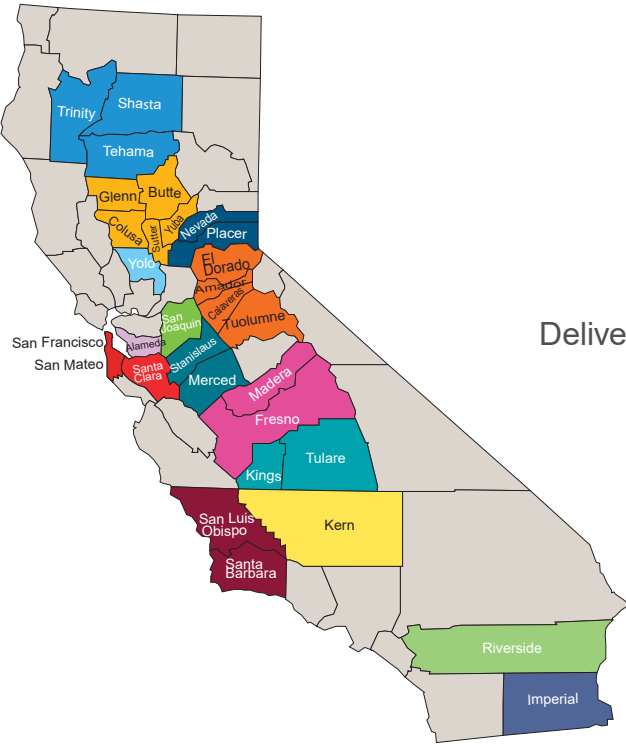 Trinity
Shasta
Tehama
Glenn
Butte
Colusa
Sutter
Yuba
Nevada
Placer
Yolo
El
Dorado
Amador
Calaveras
Tuolumne
San
Joaquin
San Francisco
Alameda
Stanislaus
San Mateo
Santa
Clara
Merced
Madera
Fresno
Kings
Tulare
San Luis
Obispo
Kern
Santa
Barbara
Riverside
Imperial
Delive